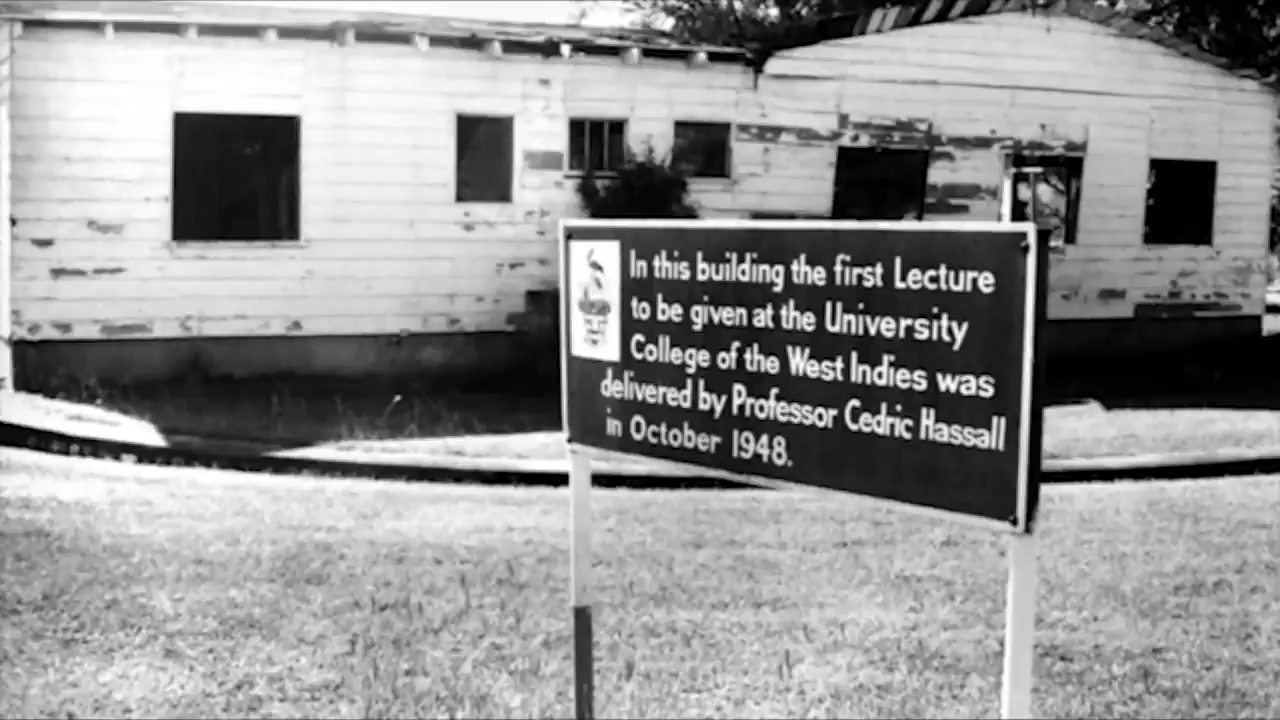 In this building the first Lecture
to be given at the University
College of the West Indies was
delivered by Professor Cedric Hassall
in October 1948.